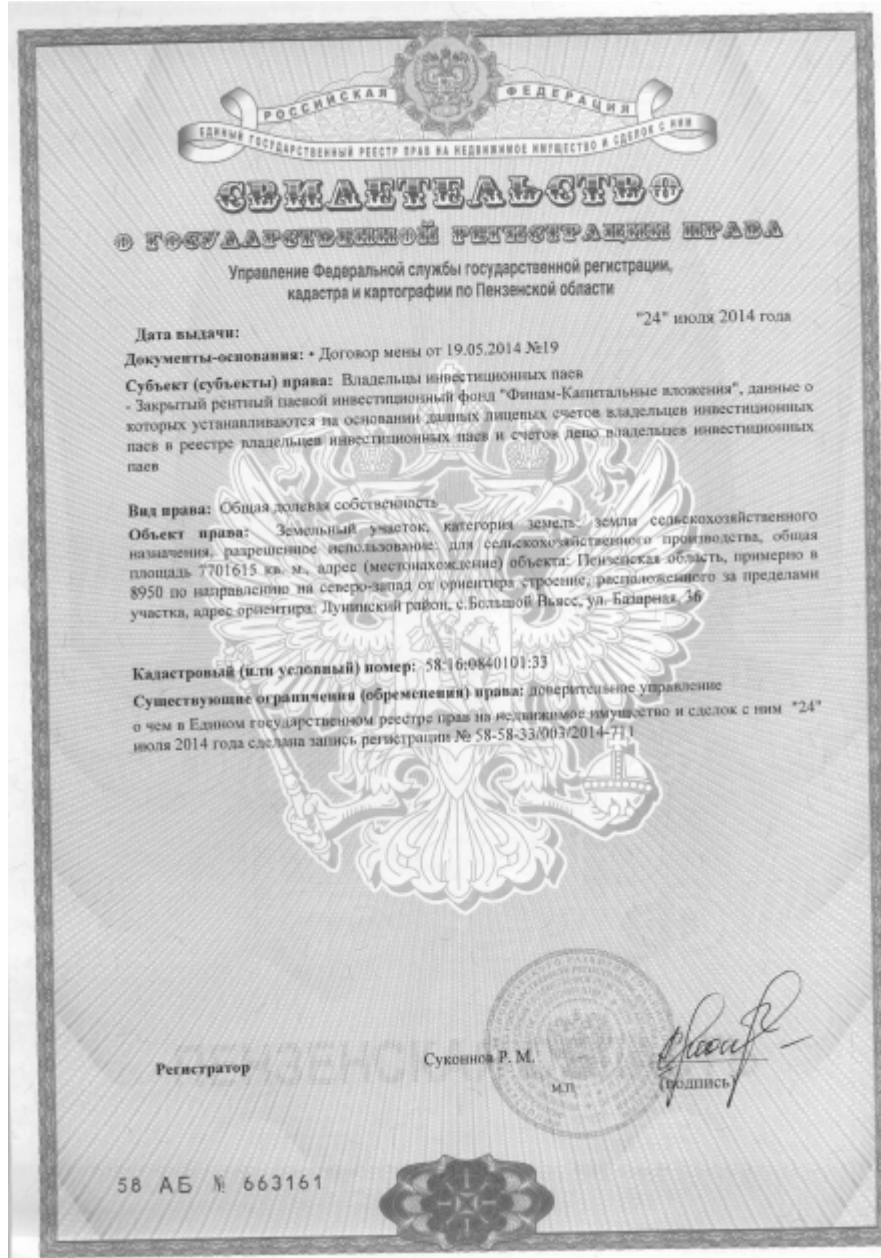 РОССИЙСКАЯ ФЕДЕРАЦИЯ
ЕДИНЫЙ ГОСУДАРСТВЕННЫЙ РЕЕСТР ПРАВ НА НЕДВИЖИМОЕ ИМУЩЕСТВО И СДЕЛОК С НИМ
СВИДЕТЕЛЬСТВО
О ГОСУДАРСТВЕННОЙ РЕГИСТРАЦИИ ПРАВА
Управление Федеральной службы государственной регистрации,
кадастра и картографии по Пензенской области
"24" июля 2014 года
Дата выдачи:
Документы-основания: • Договор мены от 19.05.2014 №19
Субъект (субъекты) права: Владельцы инвестиционных паев
- Закрытый рентный паевой инвестиционный фонд "Финам-Капитальные вложения", данные о
которых устанавливаются на основании данных лицевых счетов владельцев инвестиционных
паев в реестре владельцев инвестиционных паев и счетов депо владельцев инвестиционных
паев
Вид права: Общая долевая собственность
Объект права: Земельный участок, категория земель: земли сельскохозяйственного
назначения, разрешенное использование: для сельскохозяйственного производства, общая
площадь 7701615 кв. м., адрес (местонахождение) объекта: Пензенская область, примерно в
8950 по направлению на северо-запад от ориентира строение, расположенного за пределами
участка, адрес ориентира: Лунинский район, с.Большой Вьясс, ул. Базарная, 36
Кадастровый (или условный) номер: 58:16:0840101:33
Существующие ограничения (обременения) права: доверительное управление
о чем в Едином государственном реестре прав на недвижимое имущество и сделок с ним "24"
июля 2014 года сделана запись регистрации № 58-58-33/003/2014-711
Регистратор
Суконнов Р. М.
м.п.
(подпись)
58 АБ № 663161